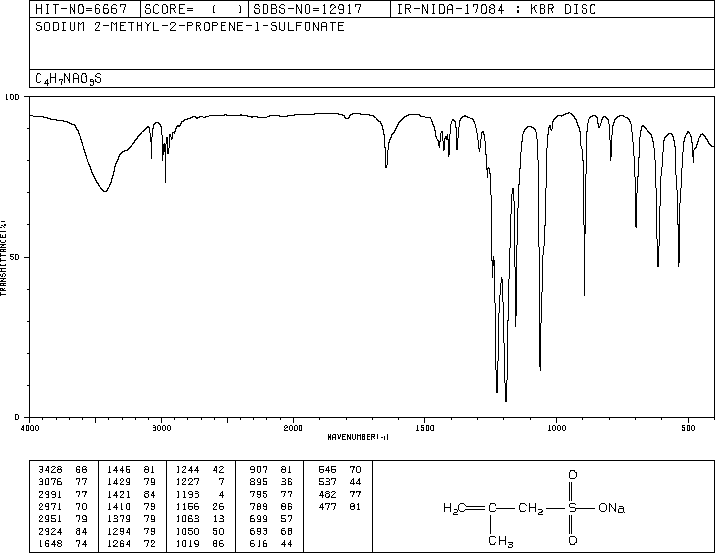 HIT-NO=6667 SCORE= ( ) SDBS-NO=12917 IR-NIDA-17084 : KBR DISC
SODIUM 2-METHYL-2-PROPENE-1-SULFONATE
C4H7NAO3S
100
50
0
TRANSMITTANCE(%)
4000 3000 2000 1500 1000 500
WAVENUMBER(-1)
3428 68 1446 81 1244 42 907 81 546 70
3076 77 1429 79 1227 7 895 36 537 44
2991 77 1421 84 1193 4 795 77 482 77
2971 70 1410 79 1156 26 789 86 477 81
2951 79 1379 79 1063 13 699 57
2924 84 1294 79 1050 50 693 68
1648 74 1264 72 1019 86 616 44
O
H2C=C-CH2-S-ONa
CH3 O